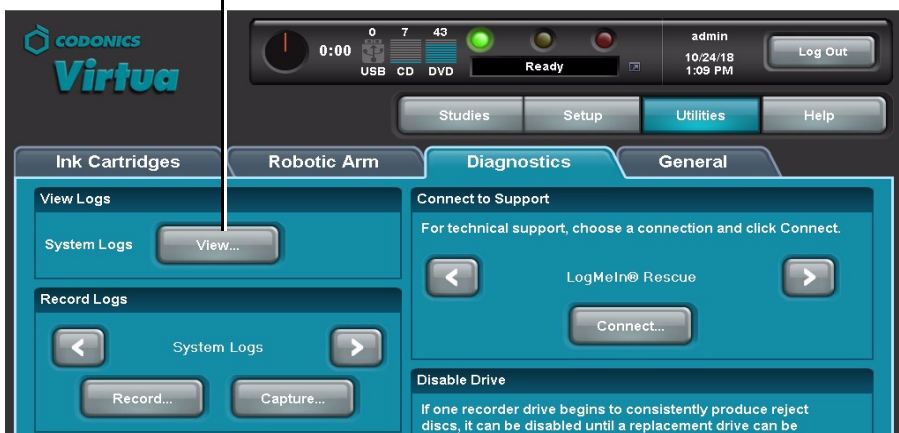 CODONICS
Virtua
0:00
0 7 43
USB CD DVD
Ready
admin
10/24/18
1:09 PM
Log Out
Studies Setup Utilities Help
Ink Cartridges Robotic Arm Diagnostics General
View Logs
System Logs View...
Record Logs
System Logs
Record... Capture...
Connect to Support
For technical support, choose a connection and click Connect.
LogMeIn® Rescue
Connect...
Disable Drive
If one recorder drive begins to consistently produce reject
discs, it can be disabled until a replacement drive can be